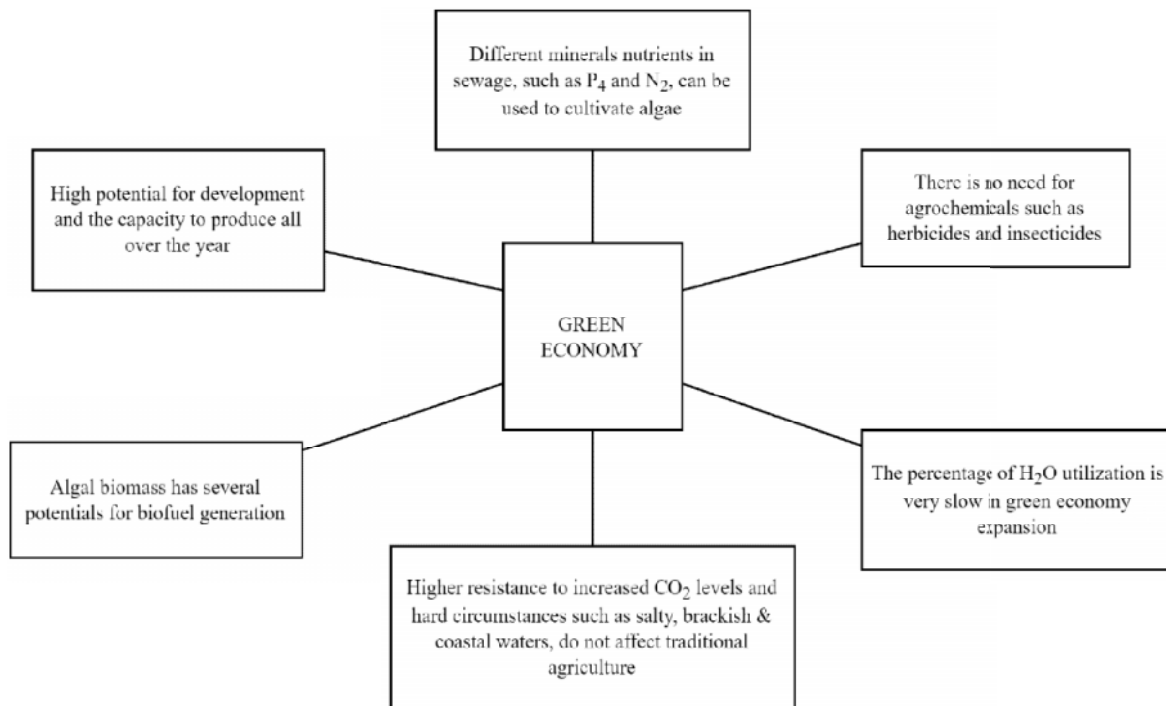 Different minerals nutrients in
sewage, such as P₄ and N₂, can be
used to cultivate algae
High potential for development
and the capacity to produce all
over the year
There is no need for
agrochemicals such as
herbicides and insecticides
GREEN
ECONOMY
Algal biomass has several
potentials for biofuel generation
The percentage of H₂O utilization is
very slow in green economy
expansion
Higher resistance to increased CO₂ levels and
hard circumstances such as salty, brackish &
coastal waters, do not affect traditional
agriculture